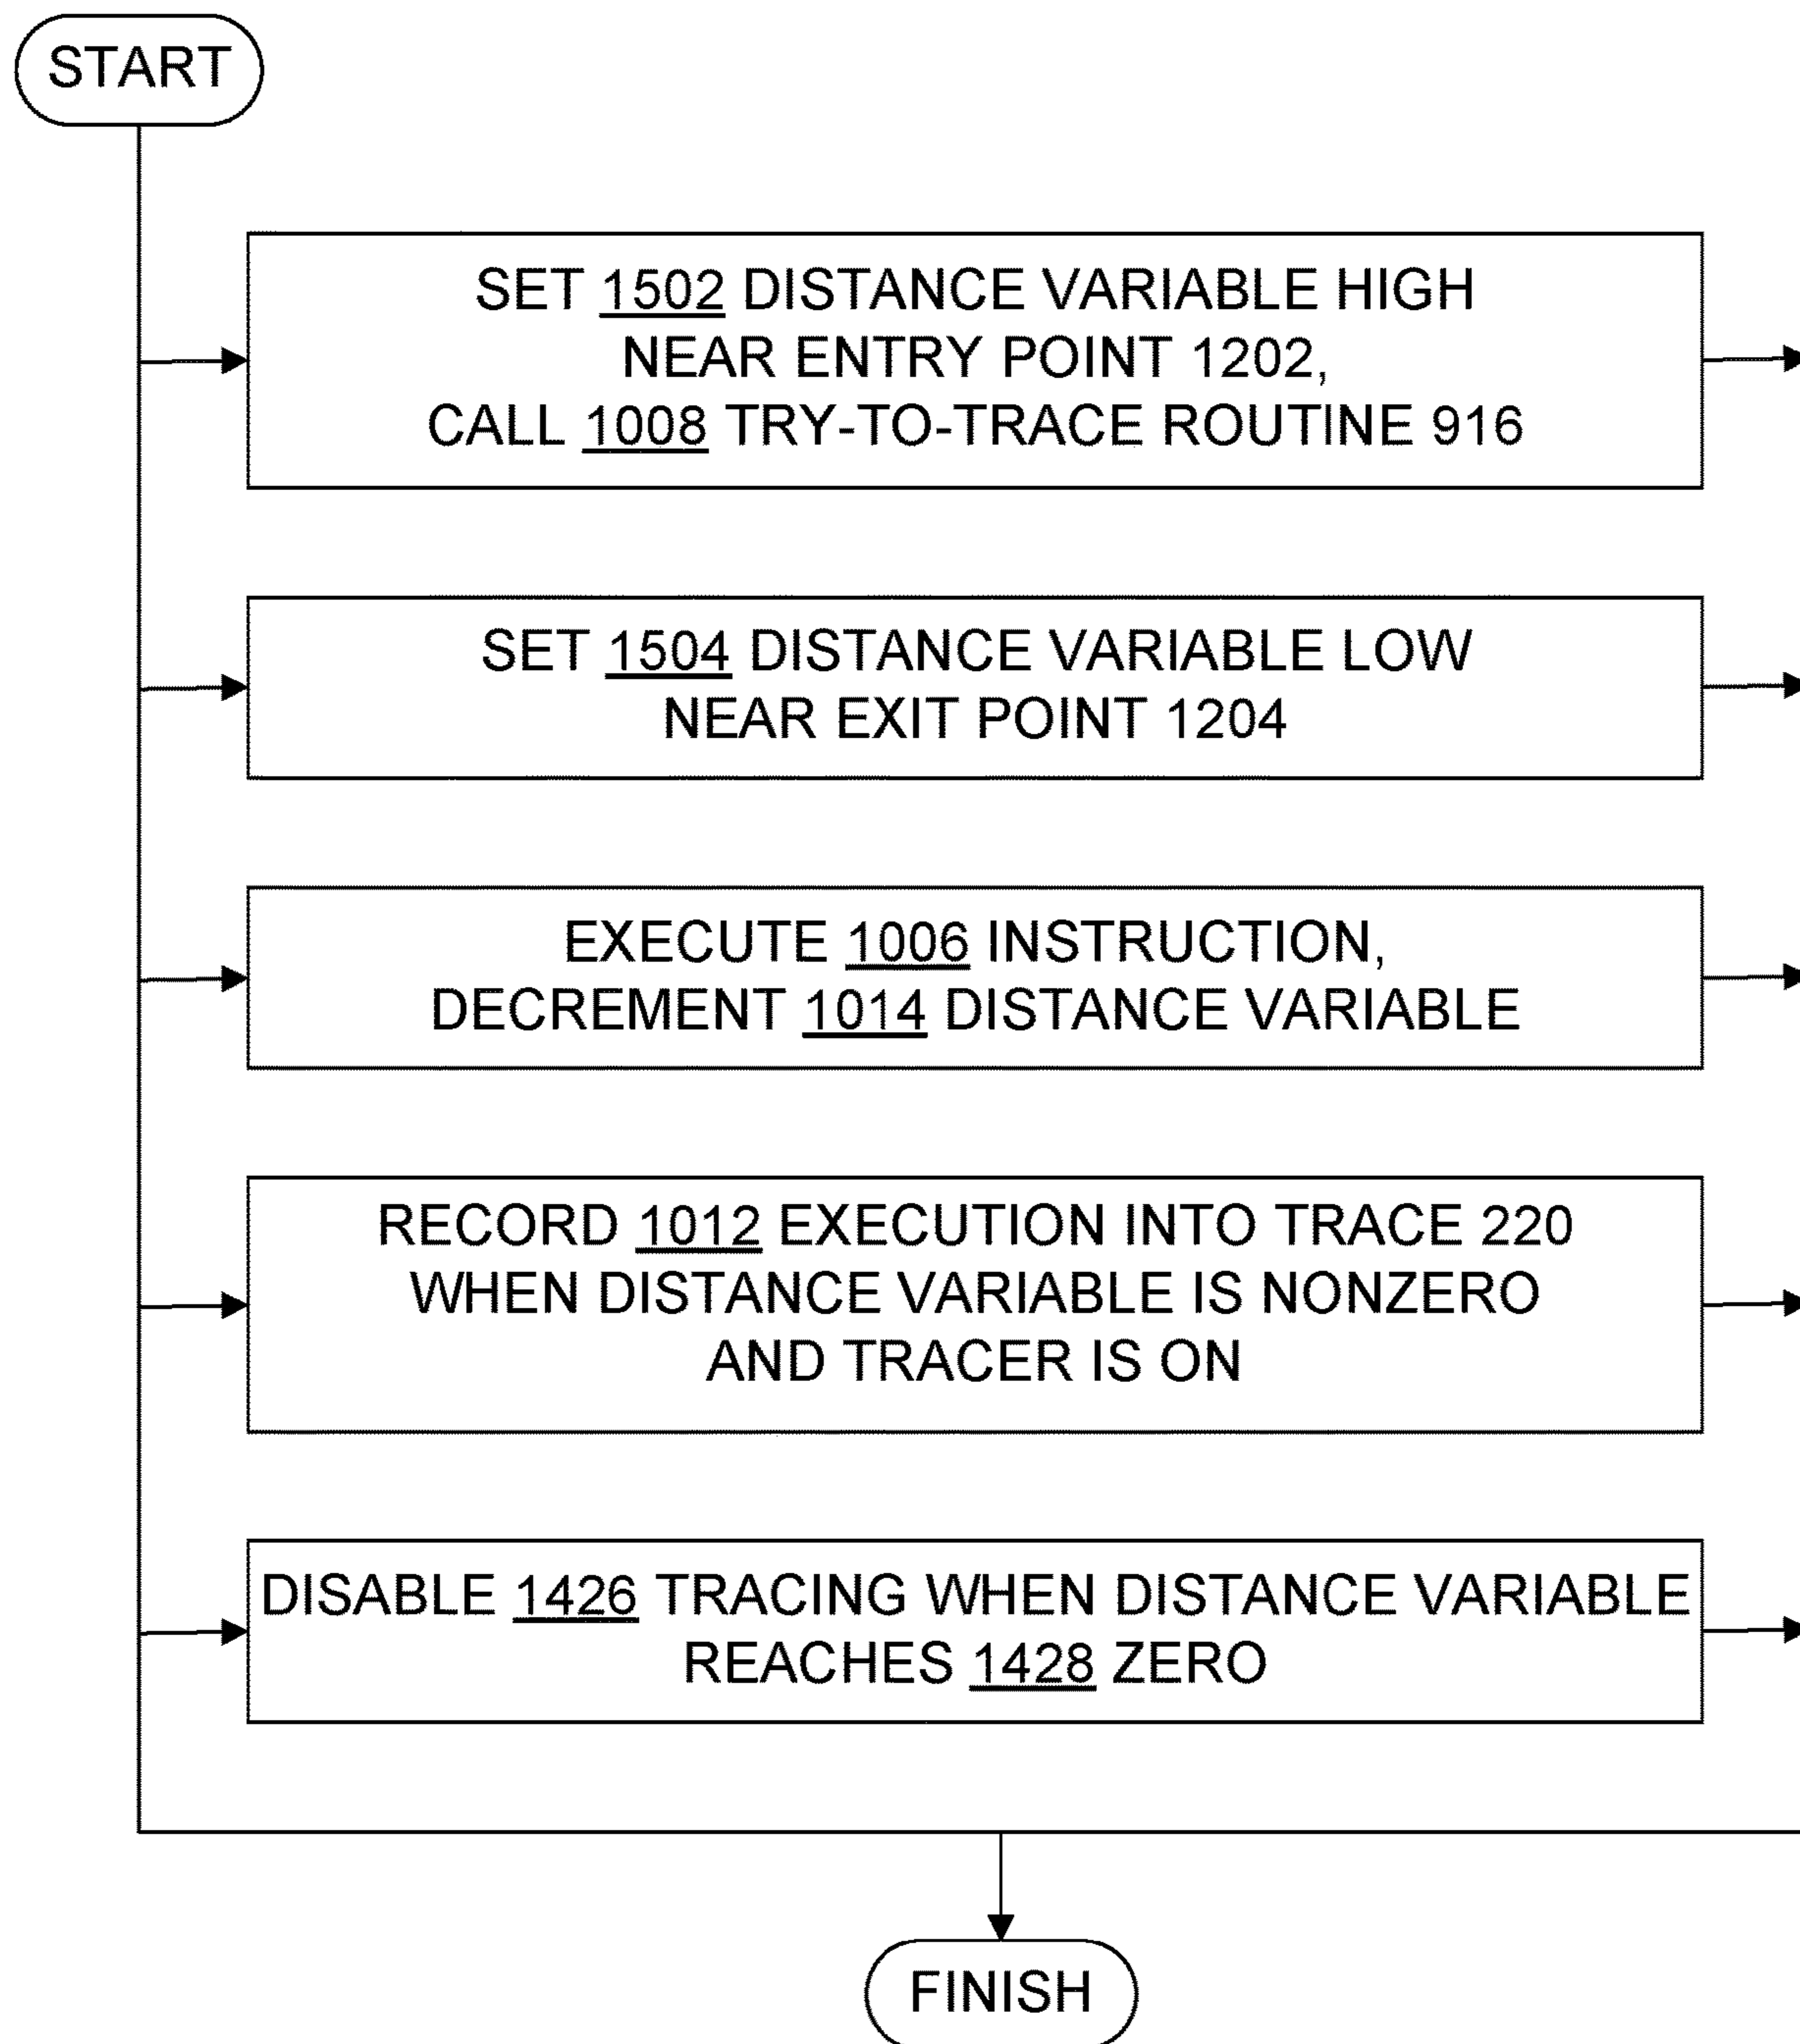 START
SET 1502 DISTANCE VARIABLE HIGH
NEAR ENTRY POINT 1202,
CALL 1008 TRY-TO-TRACE ROUTINE 916
SET 1504 DISTANCE VARIABLE LOW
NEAR EXIT POINT 1204
EXECUTE 1006 INSTRUCTION,
DECREMENT 1014 DISTANCE VARIABLE
RECORD 1012 EXECUTION INTO TRACE 220
WHEN DISTANCE VARIABLE IS NONZERO
AND TRACER IS ON
DISABLE 1426 TRACING WHEN DISTANCE VARIABLE
REACHES 1428 ZERO
FINISH